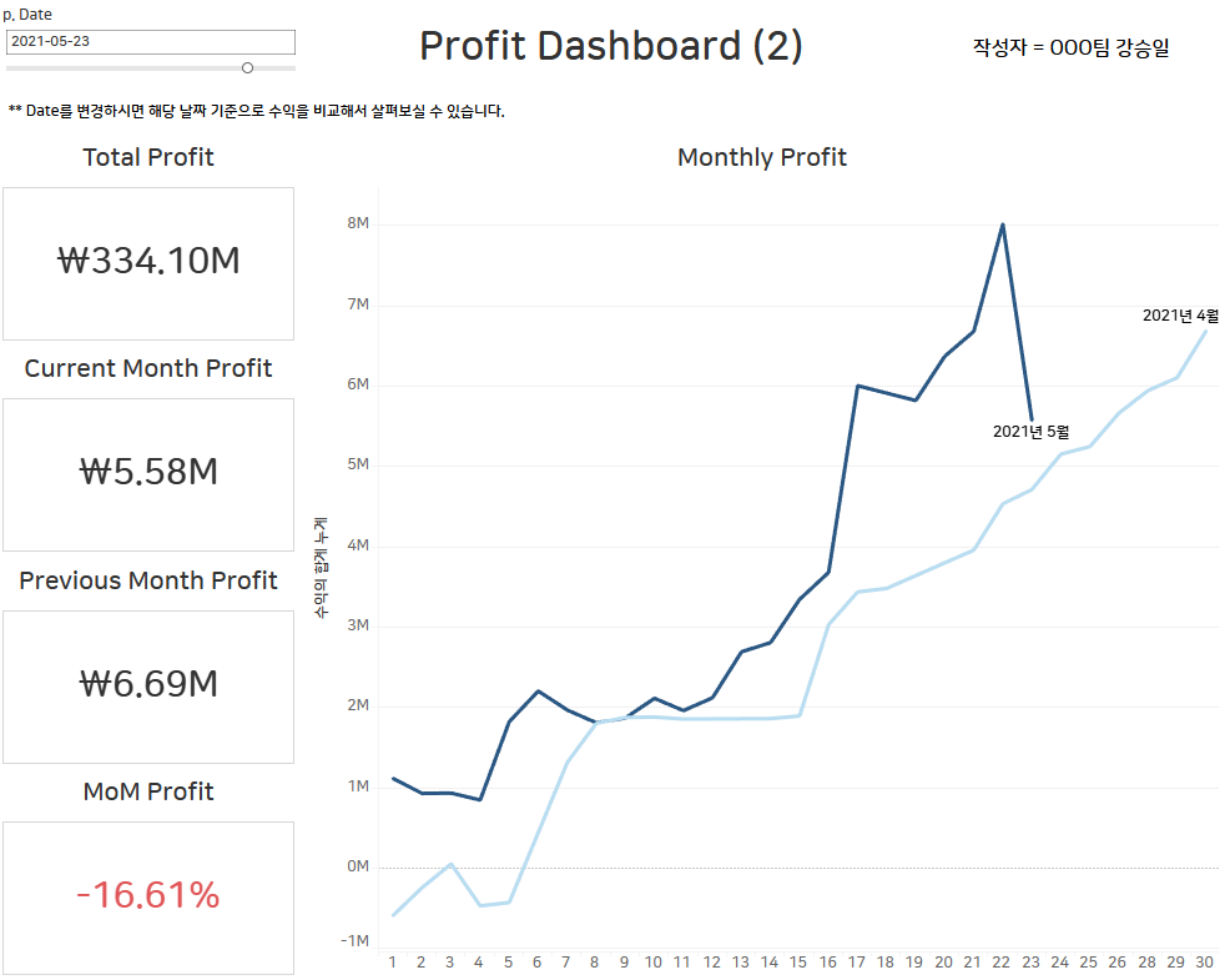 p. Date
2021-05-23
Profit Dashboard (2)
작성자 = OOO팀 강승일
** Date를 변경하시면 해당 날짜 기준으로 수익을 비교해서 살펴보실 수 있습니다.
Total Profit
₩334.10M
Current Month Profit
₩5.58M
Previous Month Profit
₩6.69M
MoM Profit
-16.61%
Monthly Profit
수익의 합계 누계
8M
7M
6M
5M
4M
3M
2M
1M
0M
-1M
2021년 4월
2021년 5월
1 2 3 4 5 6 7 8 9 10 11 12 13 14 15 16 17 18 19 20 21 22 23 24 25 26 28 29 30